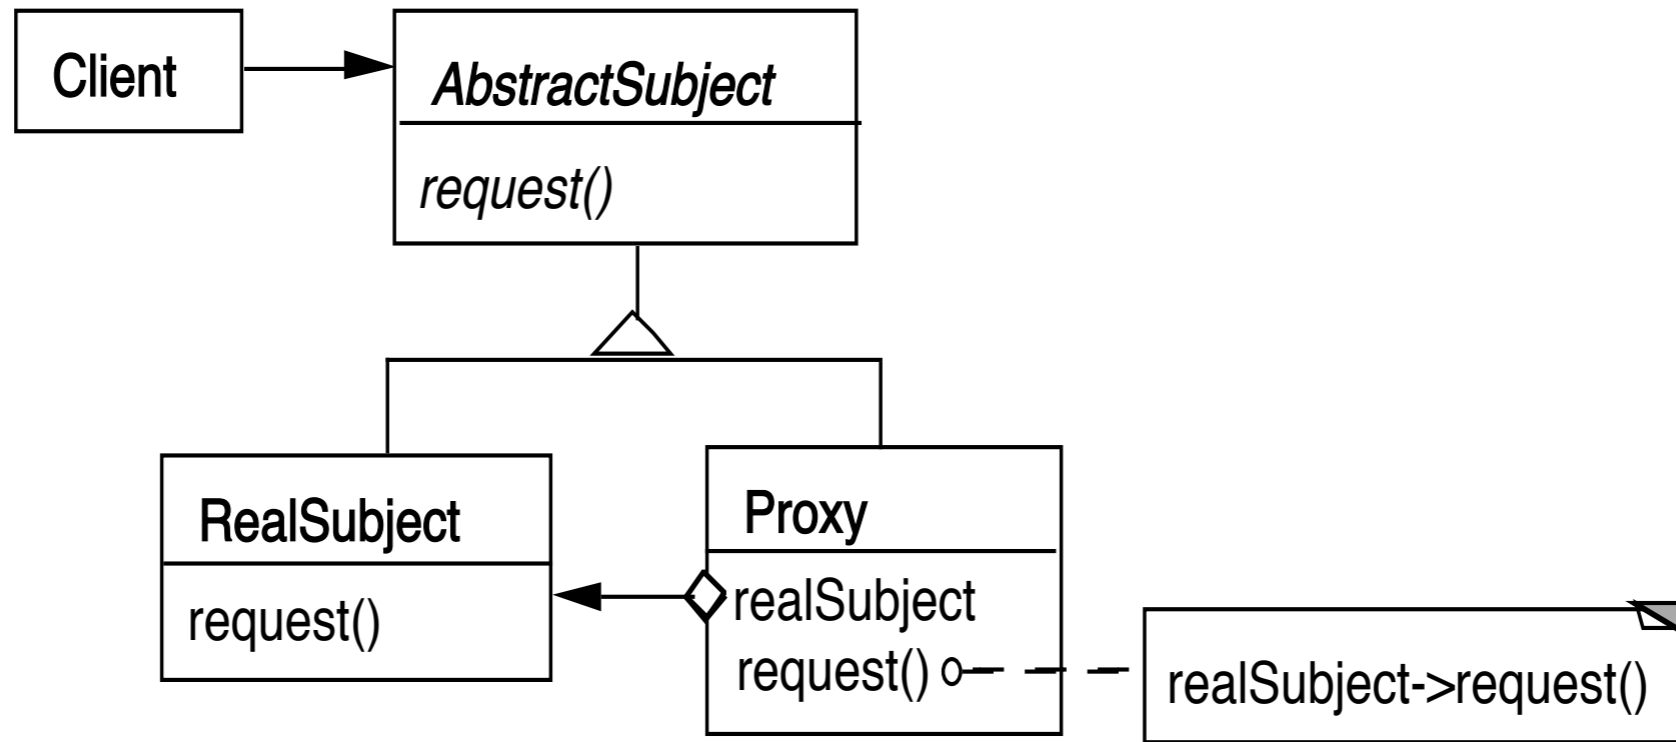 Client
AbstractSubject
request()
RealSubject
request()
Proxy
realSubject
request()
realSubject->request()